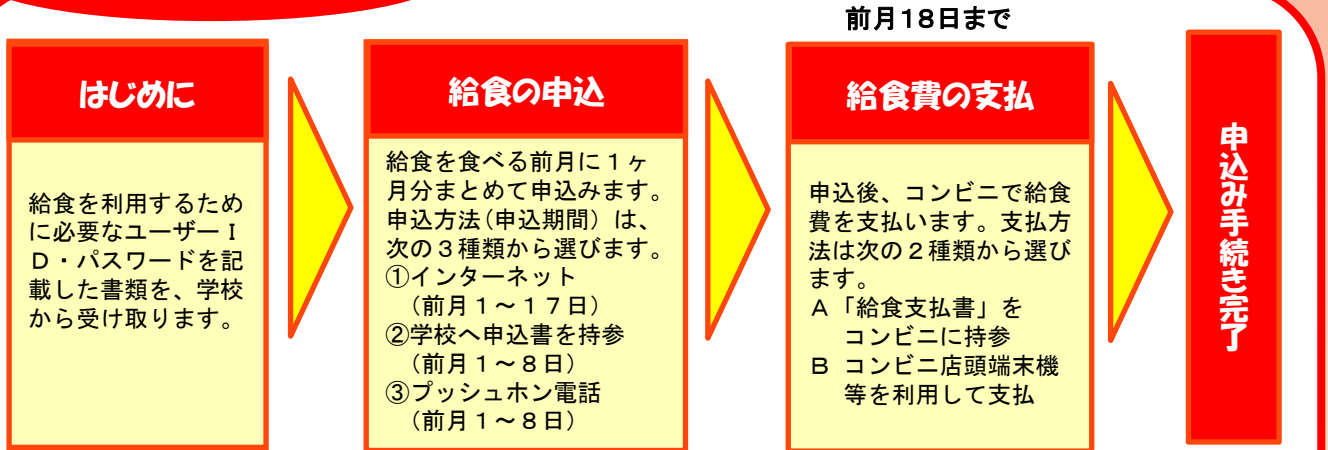 前月18日まで
はじめに
給食を利用するため
に必要なユーザーI
D・パスワードを記
載した書類を、学校
から受け取ります。
給食の申込
給食を食べる前月に1ヶ
月分まとめて申込みます。
申込方法(申込期間)は、
次の3種類から選びます。
①インターネット
(前月1~17日)
②学校へ申込書を持参
(前月1~8日)
③プッシュホン電話
(前月1~8日)
給食費の支払
申込後、コンビニで給食
費を支払います。支払方
法は次の2種類から選び
ます。
A「給食支払書」を
コンビニに持参
B コンビニ店頭端末機
等を利用して支払
申込み手続き完了